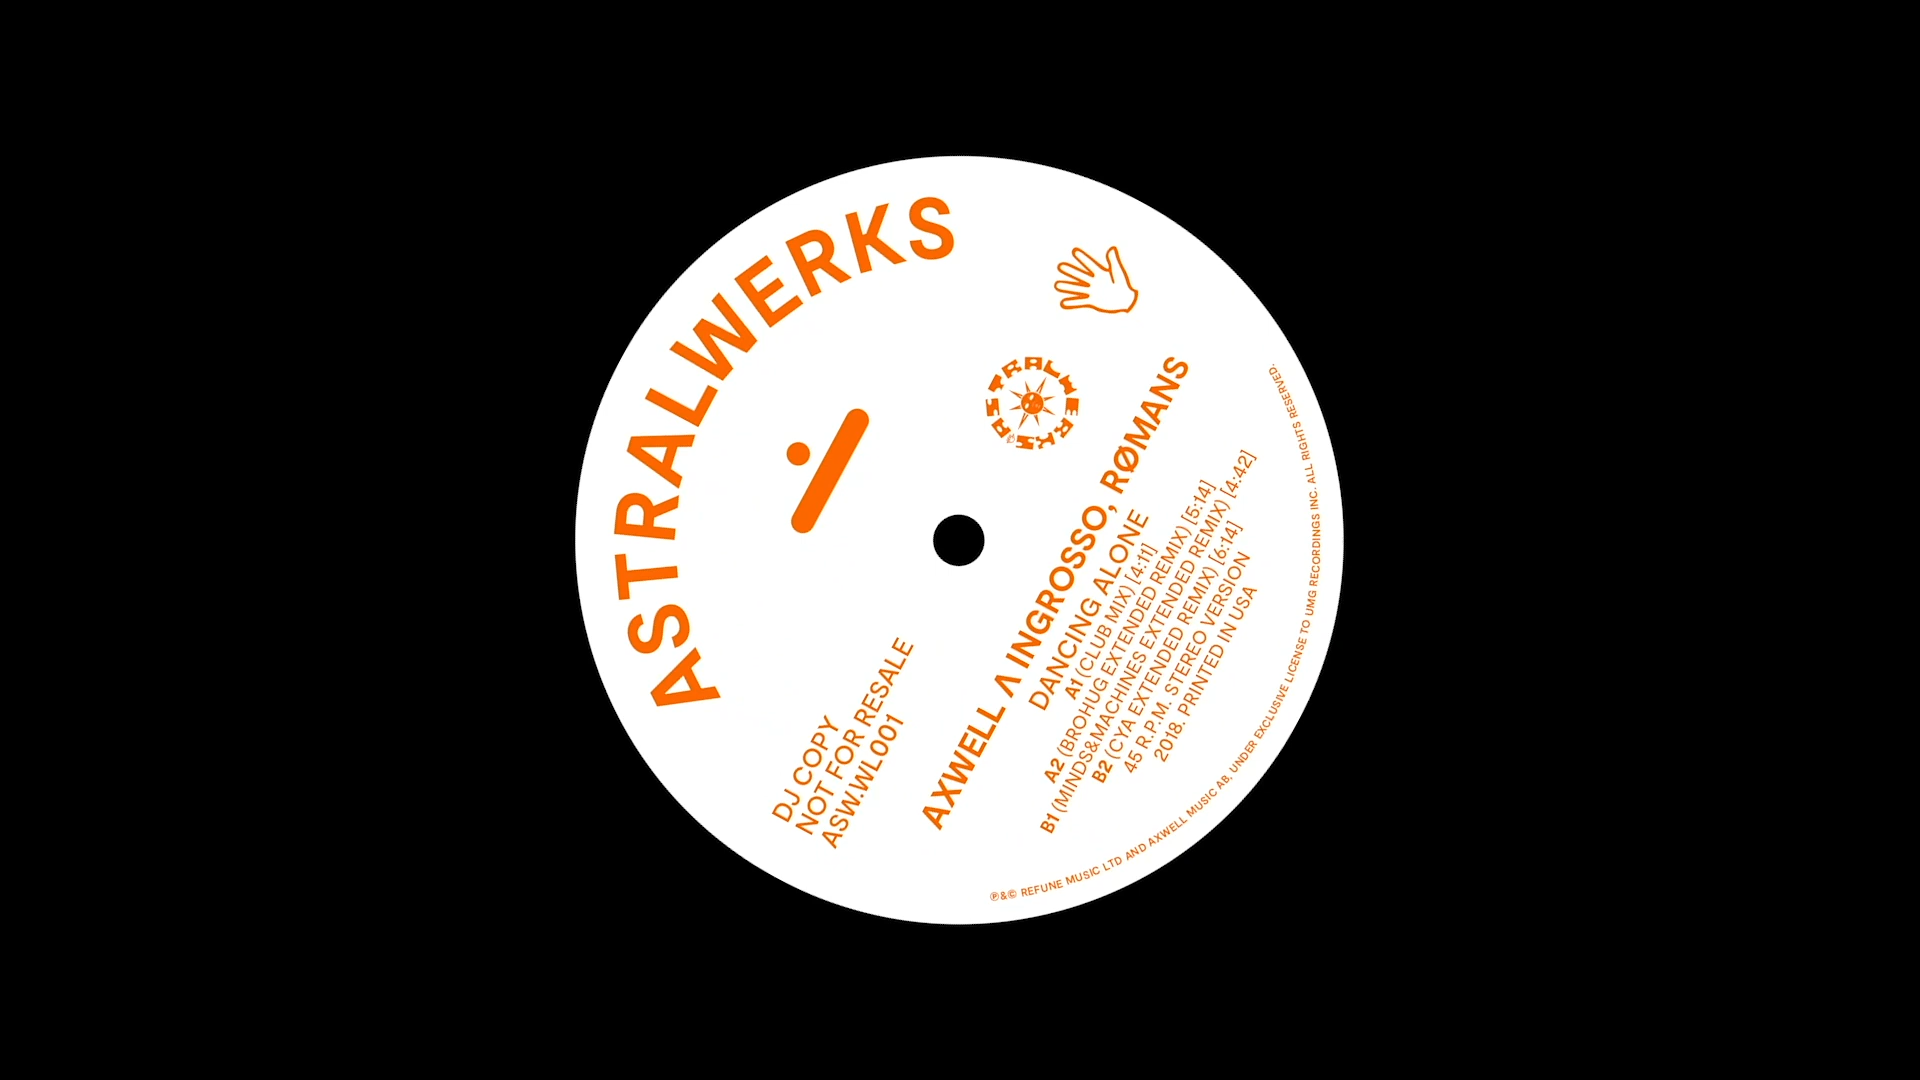 ASTRALWERKS
ASTRALWERKS
DJ COPY
NOT FOR RESALE
ASW.WL001
AXWELL Λ INGROSSO, RØMANS
DANCING ALONE
A1 (CLUB MIX) [4:11]
A2 (BROHUG EXTENDED REMIX) [5:14]
B1 (MINDS&MACHINES EXTENDED REMIX) [4:42]
B2 (CYA EXTENDED REMIX) [6:14]
45 R.P.M. STEREO VERSION
2018. PRINTED IN USA
℗&© REFUNE MUSIC LTD AND AXWELL MUSIC AB, UNDER EXCLUSIVE LICENSE TO UMG RECORDINGS INC. ALL RIGHTS RESERVED.